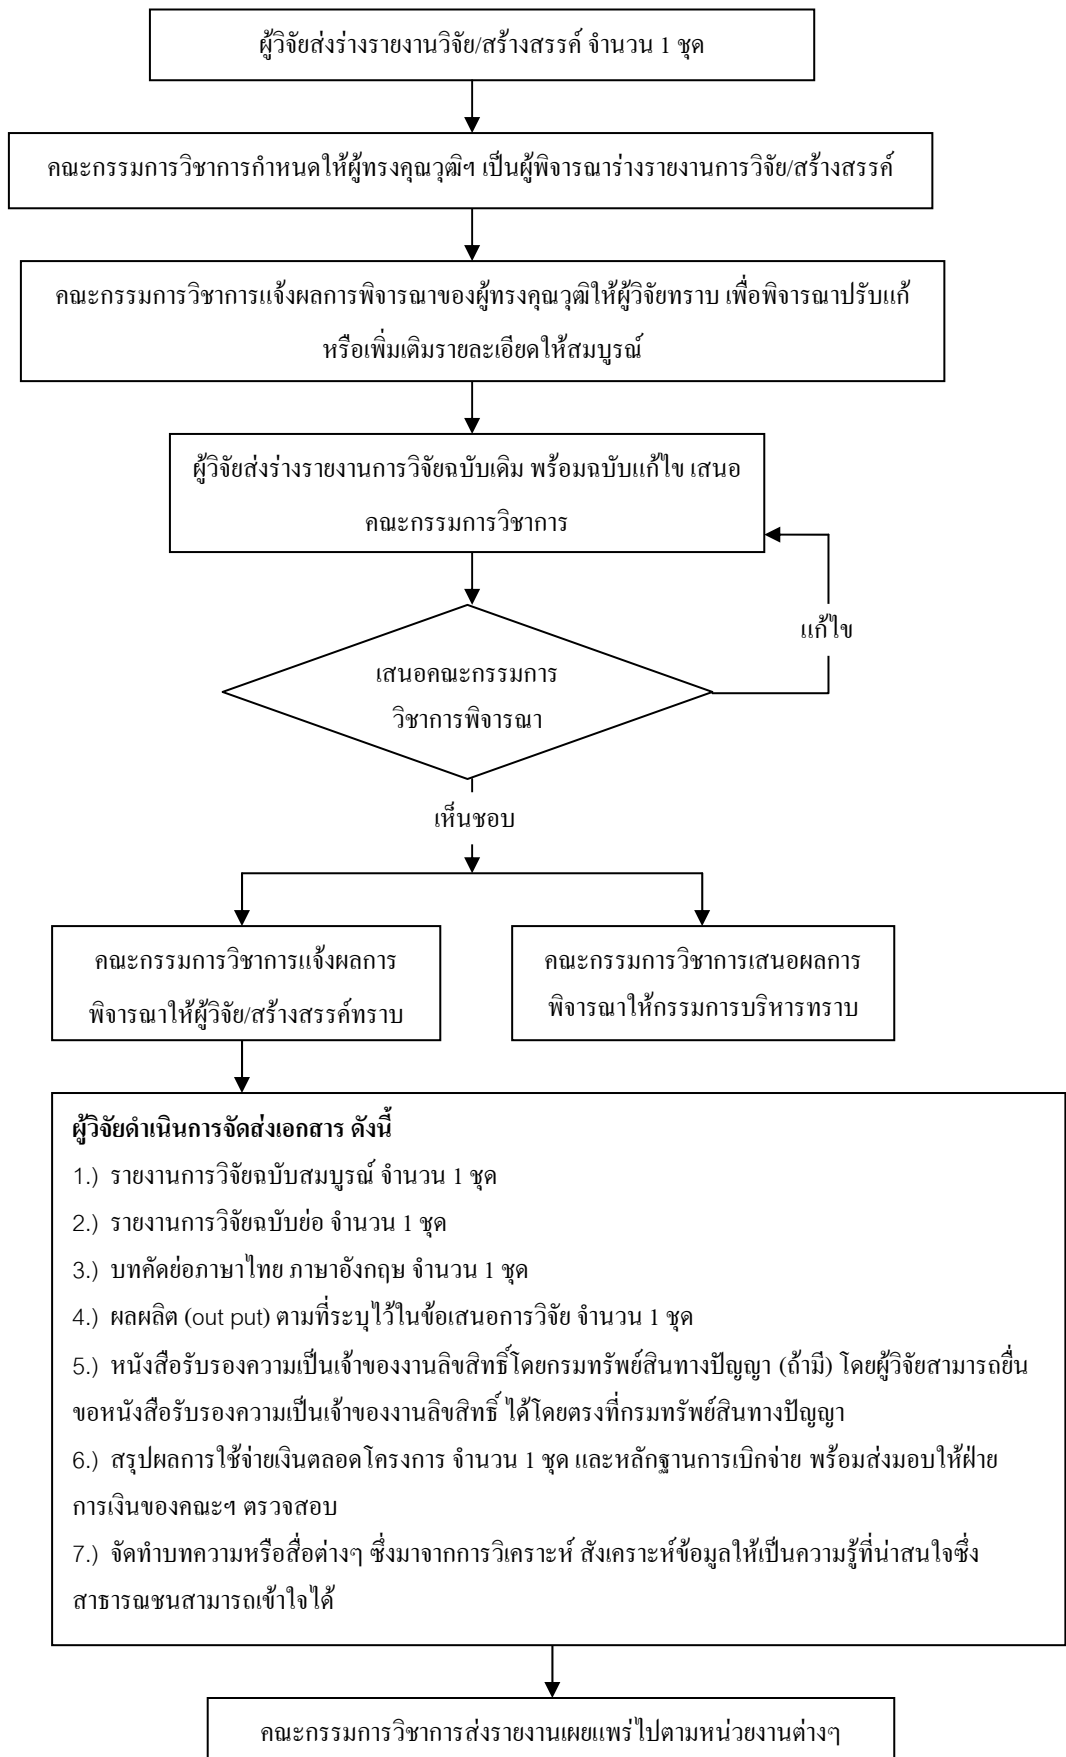 ผู้วิจัยส่งร่างรายงานวิจัย/สร้างสรรค์ จำนวน 1 ชุด
คณะกรรมการวิชาการกำหนดให้ผู้ทรงคุณวุฒิฯ เป็นผู้พิจารณาร่างรายงานการวิจัย/สร้างสรรค์
คณะกรรมการวิชาการแจ้งผลการพิจารณาของผู้ทรงคุณวุฒิให้ผู้วิจัยทราบ เพื่อพิจารณาปรับแก้
หรือเพิ่มเติมรายละเอียดให้สมบูรณ์
ผู้วิจัยส่งร่างรายงานการวิจัยฉบับเดิม พร้อมฉบับแก้ไข เสนอ
คณะกรรมการวิชาการ
แก้ไข
เสนอคณะกรรมการ
วิชาการพิจารณา
เห็นชอบ
คณะกรรมการวิชาการแจ้งผลการ
พิจารณาให้ผู้วิจัย/สร้างสรรค์ทราบ
คณะกรรมการวิชาการเสนอผลการ
พิจารณาให้กรรมการบริหารทราบ
ผู้วิจัยดำเนินการจัดส่งเอกสาร ดังนี้
1.) รายงานการวิจัยฉบับสมบูรณ์ จำนวน 1 ชุด
2.) รายงานการวิจัยฉบับย่อ จำนวน 1 ชุด
3.) บทคัดย่อภาษาไทย ภาษาอังกฤษ จำนวน 1 ชุด
4.) ผลผลิต (out put) ตามที่ระบุไว้ในข้อเสนอการวิจัย จำนวน 1 ชุด
5.) หนังสือรับรองความเป็นเจ้าของงานลิขสิทธิ์โดยกรมทรัพย์สินทางปัญญา (ถ้ามี) โดยผู้วิจัยสามารถยื่น
ขอหนังสือรับรองความเป็นเจ้าของงานลิขสิทธิ์ ได้โดยตรงที่กรมทรัพย์สินทางปัญญา
6.) สรุปผลการใช้จ่ายเงินตลอดโครงการ จำนวน 1 ชุด และหลักฐานการเบิกจ่าย พร้อมส่งมอบให้ฝ่าย
การเงินของคณะฯ ตรวจสอบ
7.) จัดทำบทความหรือสื่อต่างๆ ซึ่งมาจากการวิเคราะห์ สังเคราะห์ข้อมูลให้เป็นความรู้ที่น่าสนใจซึ่ง
สาธารณชนสามารถเข้าใจได้
คณะกรรมการวิชาการส่งรายงานเผยแพร่ไปตามหน่วยงานต่างๆ